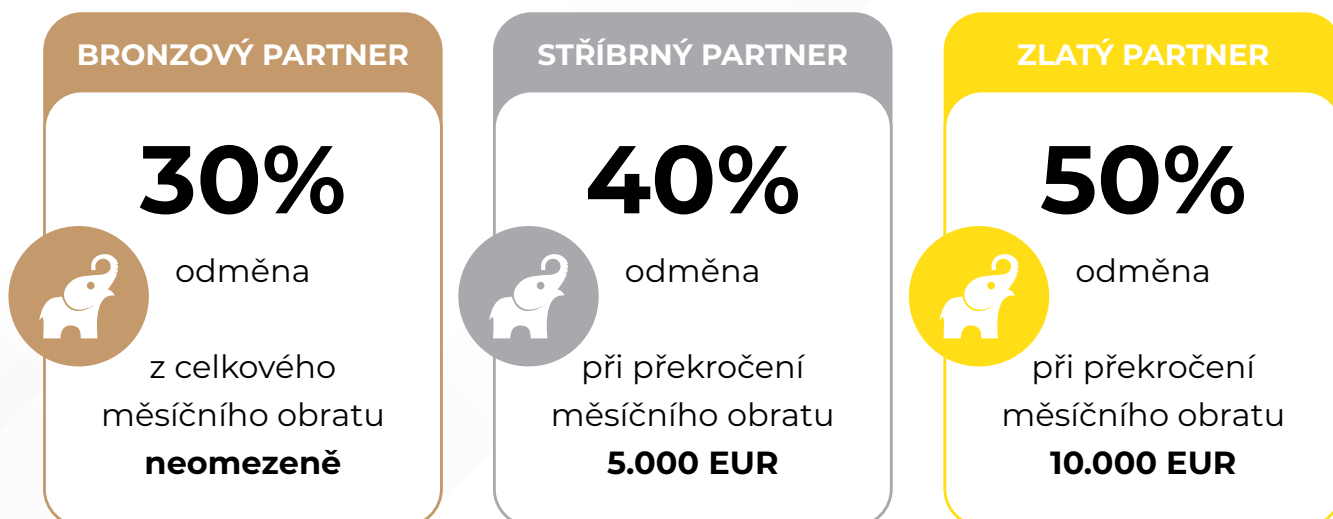 BRONZOVÝ PARTNER
30%
odměna
z celkového
měsíčního obratu
neomezeně
STŘÍBRNÝ PARTNER
40%
odměna
při překročení
měsíčního obratu
5.000 EUR
ZLATÝ PARTNER
50%
odměna
při překročení
měsíčního obratu
10.000 EUR